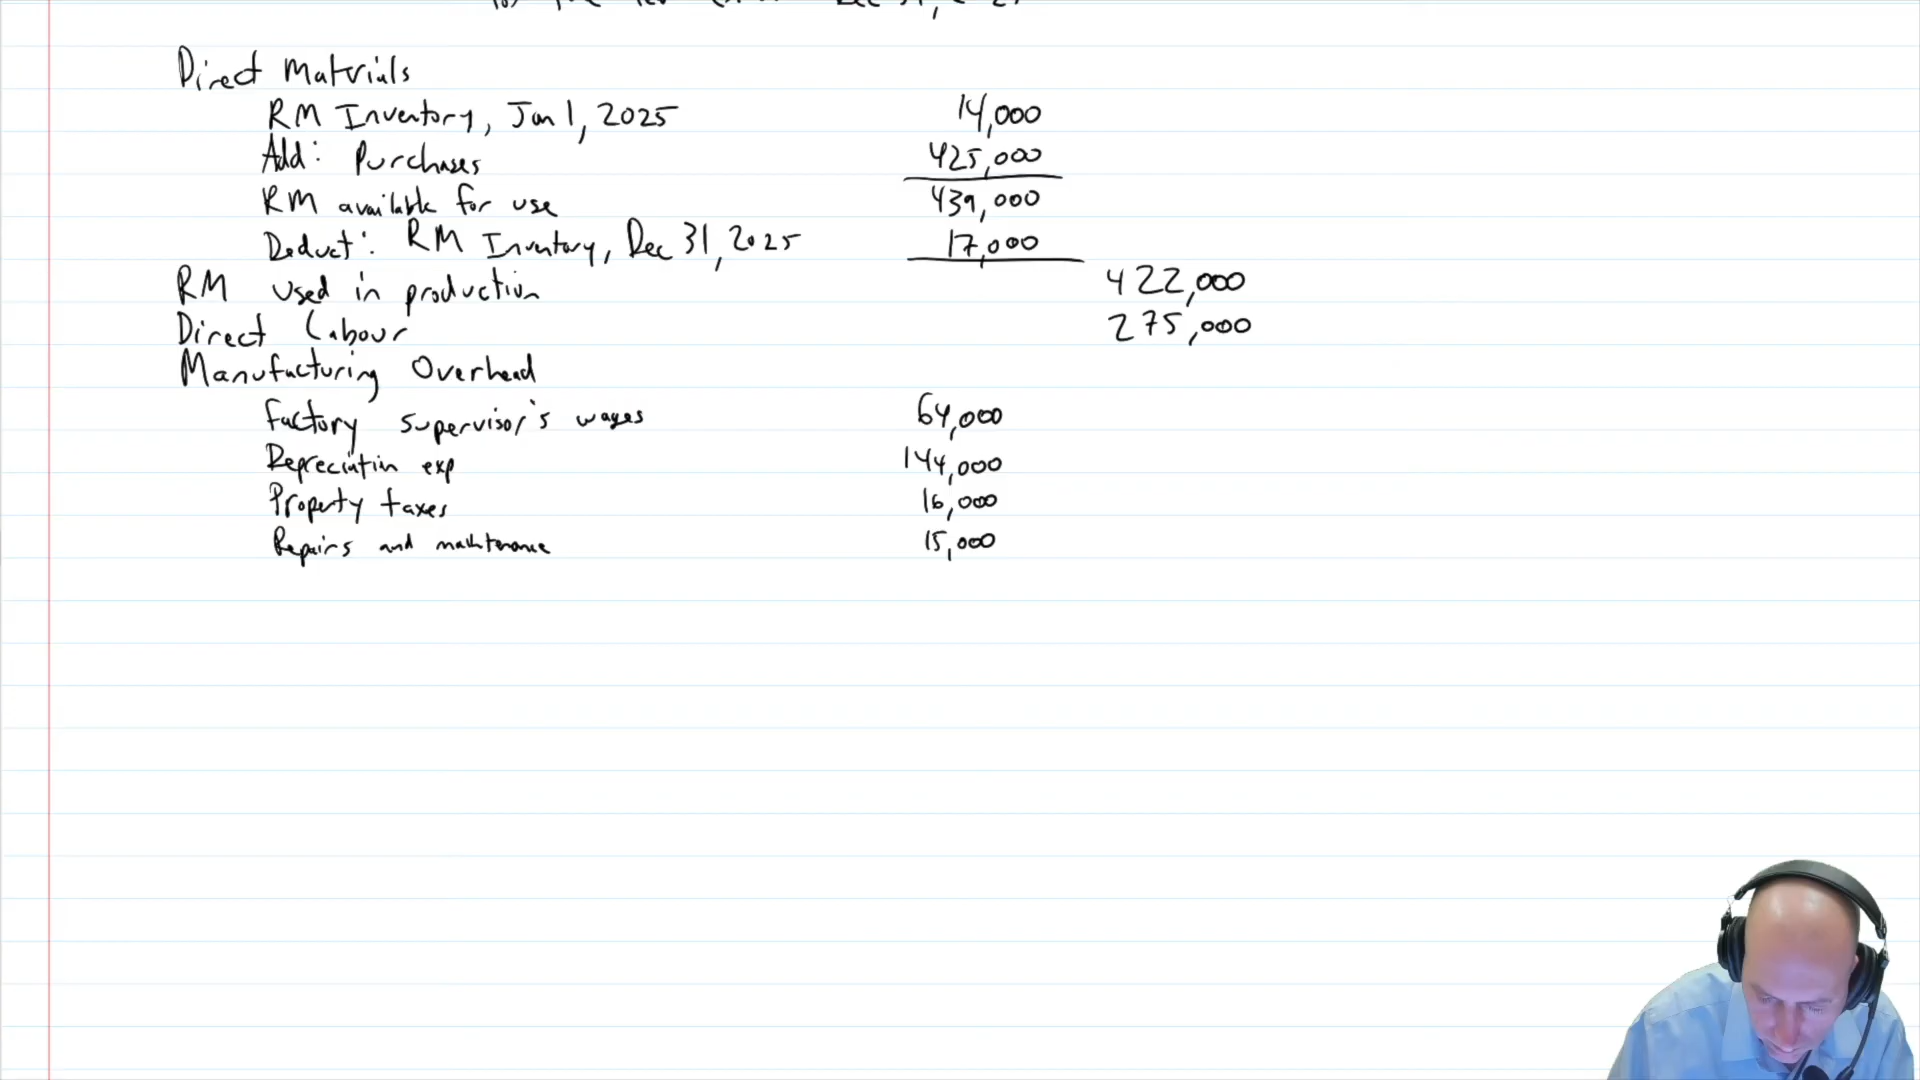 Direct Materials
RM Inventory, Jan 1, 2025 14,000
Add: Purchases 425,000
RM available for use 439,000
Deduct: RM Inventory, Dec 31, 2025 17,000
RM used in production 422,000
Direct Labour 275,000
Manufacturing Overhead
Factory supervisor's wages 64,000
Depreciation exp 144,000
Property taxes 16,000
Repairs and maintenance 15,000